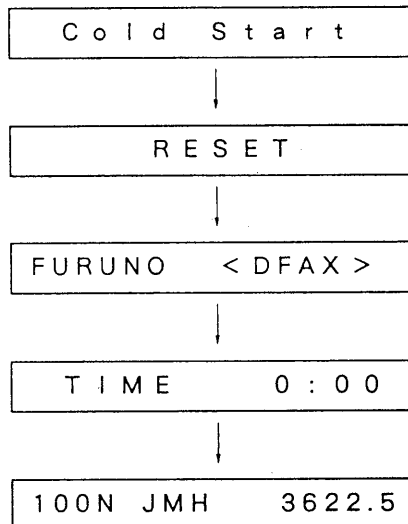 Cold Start
RESET
FURUNO <DFAX>
TIME 0:00
100N JMH 3622.5